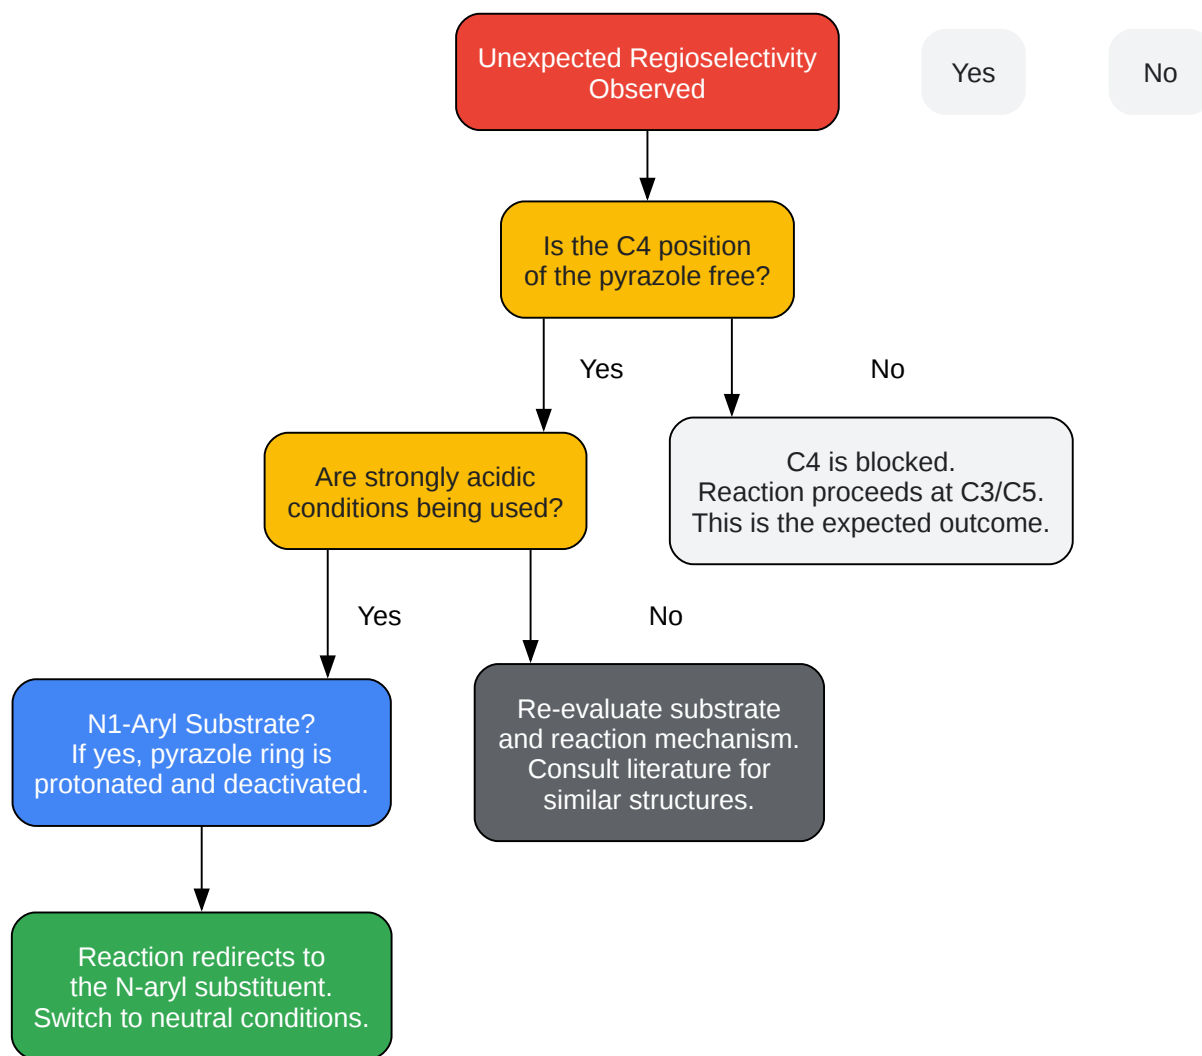 Unexpected Regioselectivity
Observed
Yes
No
Is the C4 position
of the pyrazole free?
Yes
No
Are strongly acidic
conditions being used?
C4 is blocked.
Reaction proceeds at C3/C5.
This is the expected outcome.
Yes
No
N1-Aryl Substrate?
If yes, pyrazole ring is
protonated and deactivated.
Re-evaluate substrate
and reaction mechanism.
Consult literature for
similar structures.
Reaction redirects to
the N-aryl substituent.
Switch to neutral conditions.